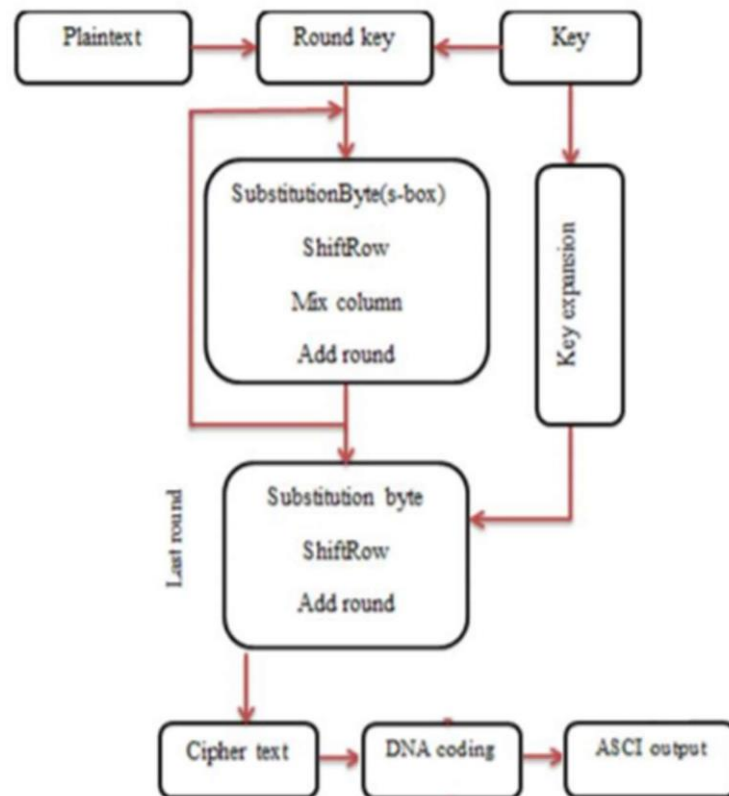 Plaintext
Round key
Key
SubstitutionByte(s-box)
ShiftRow
Mix column
Add round
Key expansion
Last round
Substitution byte
ShiftRow
Add round
Cipher text
DNA coding
ASCI output